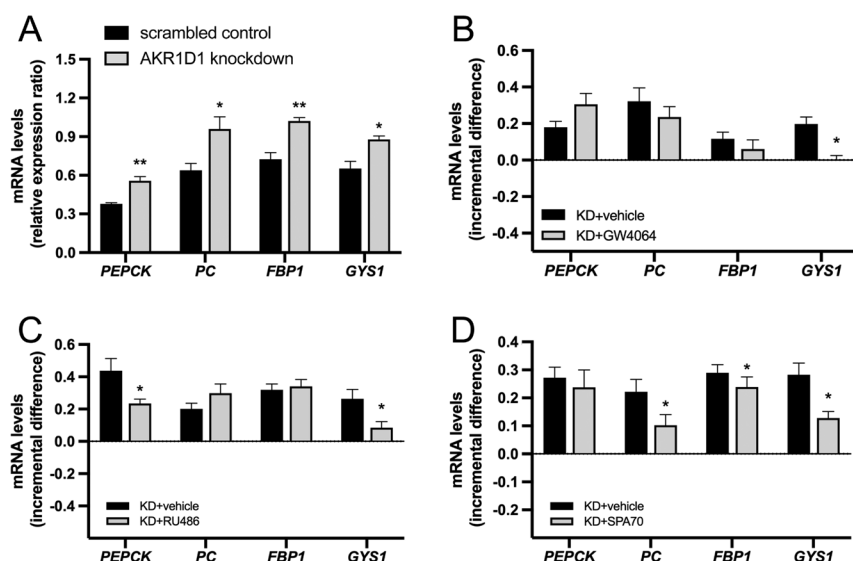 A
scrambled control
AKR1D1 knockdown
mRNA levels
(relative expression ratio)
1.5
1.2
0.9
0.6
0.3
0.0
**
*
**
*
PEPCK
PC
FBP1
GYS1
B
mRNA levels
(incremental difference)
0.6
0.4
0.2
0.0
-0.2
-0.4
*
KD+vehicle
KD+GW4064
PEPCK
PC
FBP1
GYS1
C
mRNA levels
(incremental difference)
0.6
0.4
0.2
0.0
-0.2
-0.4
*
*
KD+vehicle
KD+RU486
PEPCK
PC
FBP1
GYS1
D
mRNA levels
(incremental difference)
0.4
0.3
0.2
0.1
0.0
-0.1
-0.2
*
*
*
KD+vehicle
KD+SPA70
PEPCK
PC
FBP1
GYS1